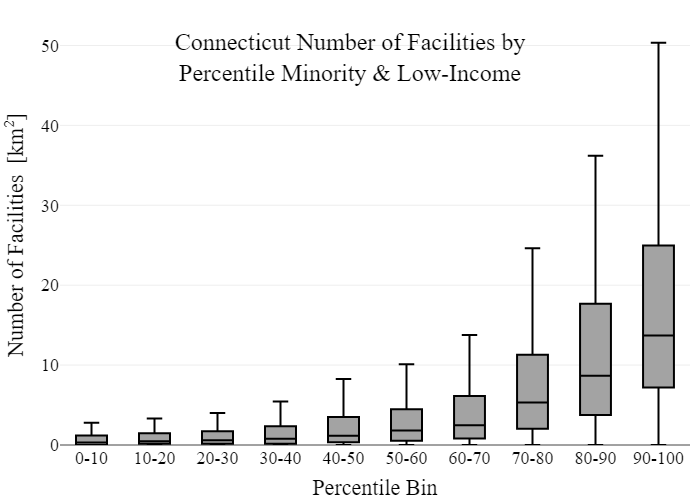 Connecticut Number of Facilities by
Percentile Minority & Low-Income
Number of Facilities [km²]
50
40
30
20
10
0
0-10 10-20 20-30 30-40 40-50 50-60 60-70 70-80 80-90 90-100
Percentile Bin